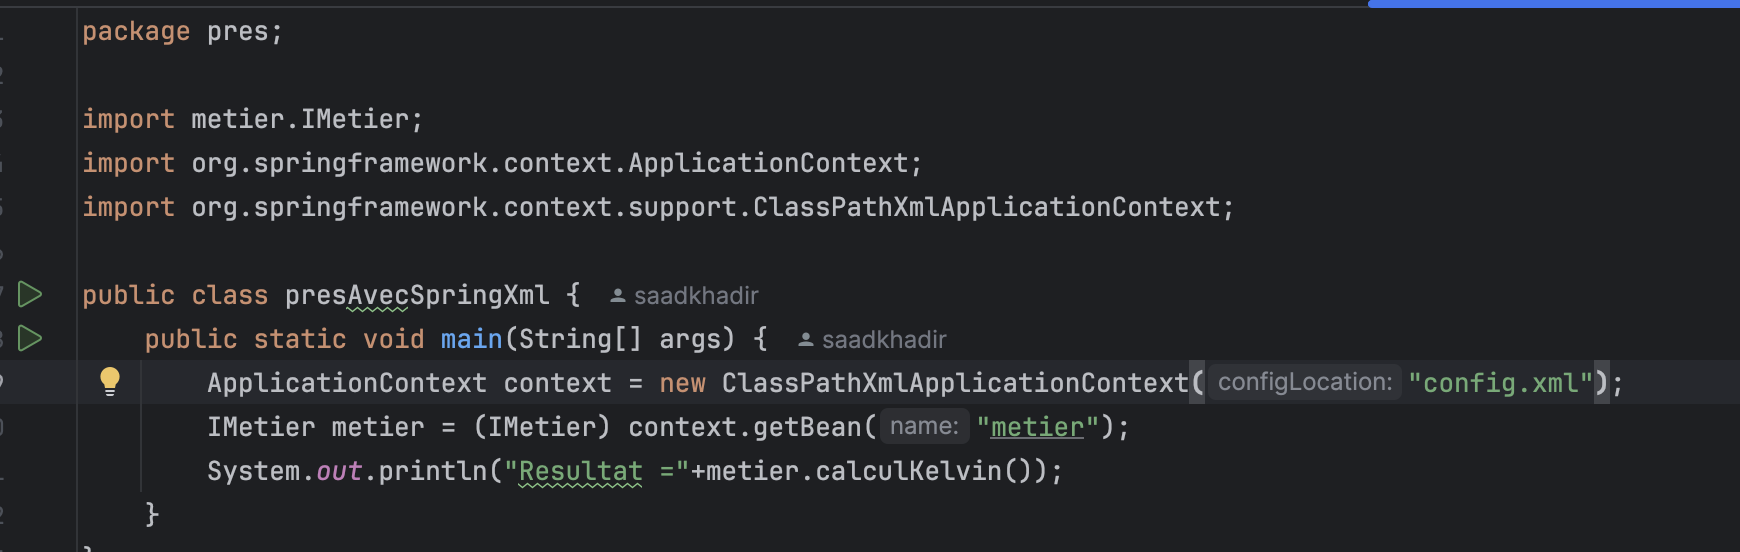 package pres;
import metier.IMetier;
import org.springframework.context.ApplicationContext;
import org.springframework.context.support.ClassPathXmlApplicationContext;
public class presAvecSpringXml { saadkhadir
public static void main(String[] args) { saadkhadir
ApplicationContext context = new ClassPathXmlApplicationContext( configLocation: "config.xml");
IMetier metier = (IMetier) context.getBean( name: "metier");
System.out.println("Resultat ="+metier.calculKelvin());
}